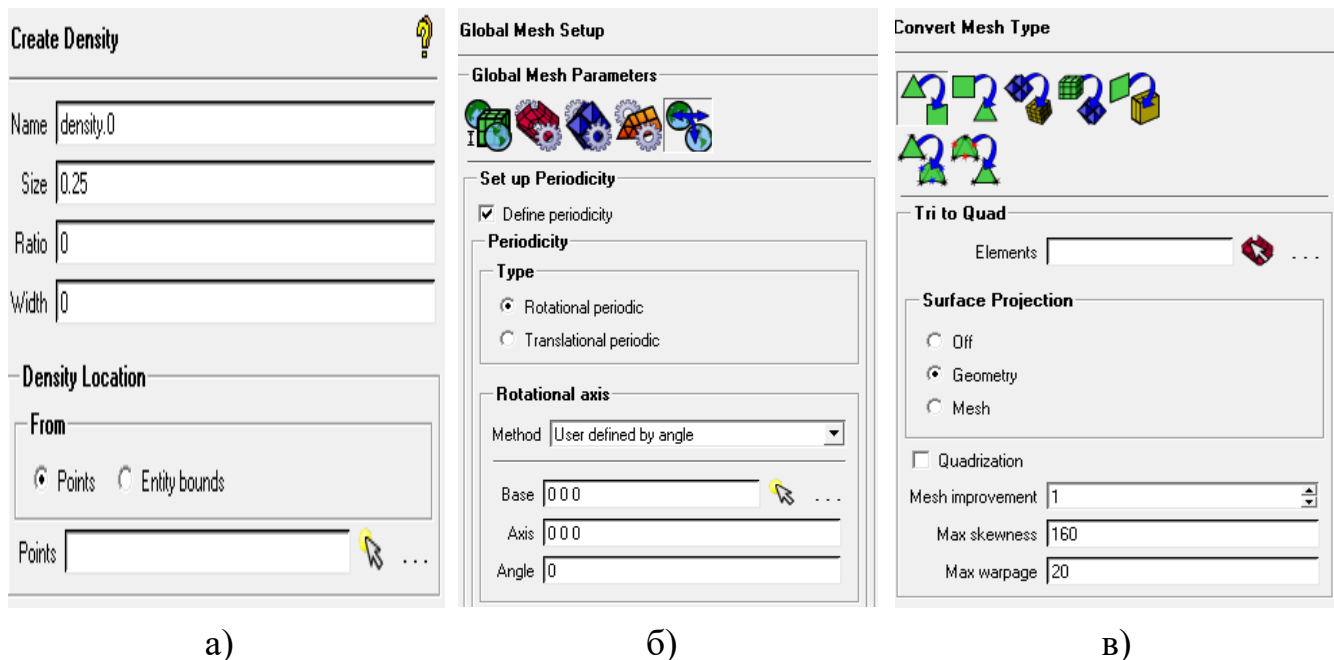 Create Density
Name density.0
Size 0.25
Ratio 0
Width 0
Density Location
From
Points Entity bounds
Points ...
а)
Global Mesh Setup
Global Mesh Parameters
Set up Periodicity
Define periodicity
Periodicity
Type
Rotational periodic
Translational periodic
Rotational axis
Method User defined by angle
Base 0 0 0 ...
Axis 0 0 0
Angle 0
б)
Convert Mesh Type
Tri to Quad
Elements ...
Surface Projection
Off
Geometry
Mesh
Quadrization
Mesh improvement 1
Max skewness 160
Max warpage 20
в)